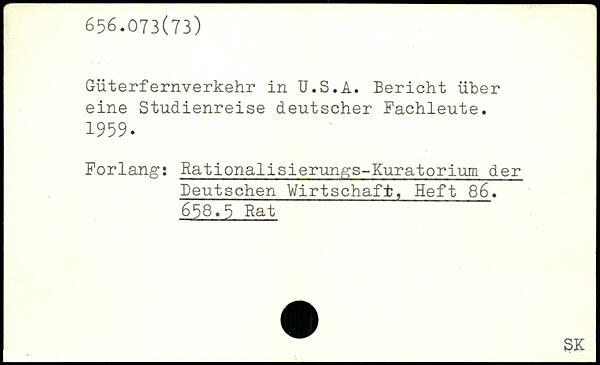 656.073(73)
Güterfernverkehr in U.S.A. Bericht über
eine Studienreise deutscher Fachleute.
1959.
Forlang: Rationalisierungs-Kuratorium der
Deutschen Wirtschaft, Heft 86.
658.5 Rat
SK